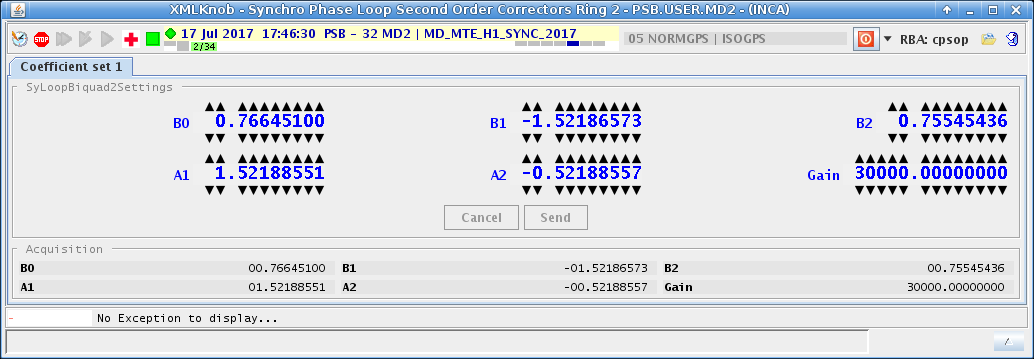 XMLKnob - Synchro Phase Loop Second Order Correctors Ring 2 - PSB.USER.MD2 - (INCA)
STOP
17 Jul 2017 17:46:30 PSB - 32 MD2 | MD_MTE_H1_SYNC_2017
2/34
05 NORMGPS | ISOGPS
RBA: cpsop
Coefficient set 1
SyLoopBiquad2Settings
B0 0.76645100 B1 -1.52186573 B2 0.75545436
A1 1.52188551 A2 -0.52188557 Gain 30000.00000000
Cancel Send
Acquisition
B0 00.76645100 B1 -01.52186573 B2 00.75545436
A1 01.52188551 A2 -00.52188557 Gain 30000.00000000
- No Exception to display...